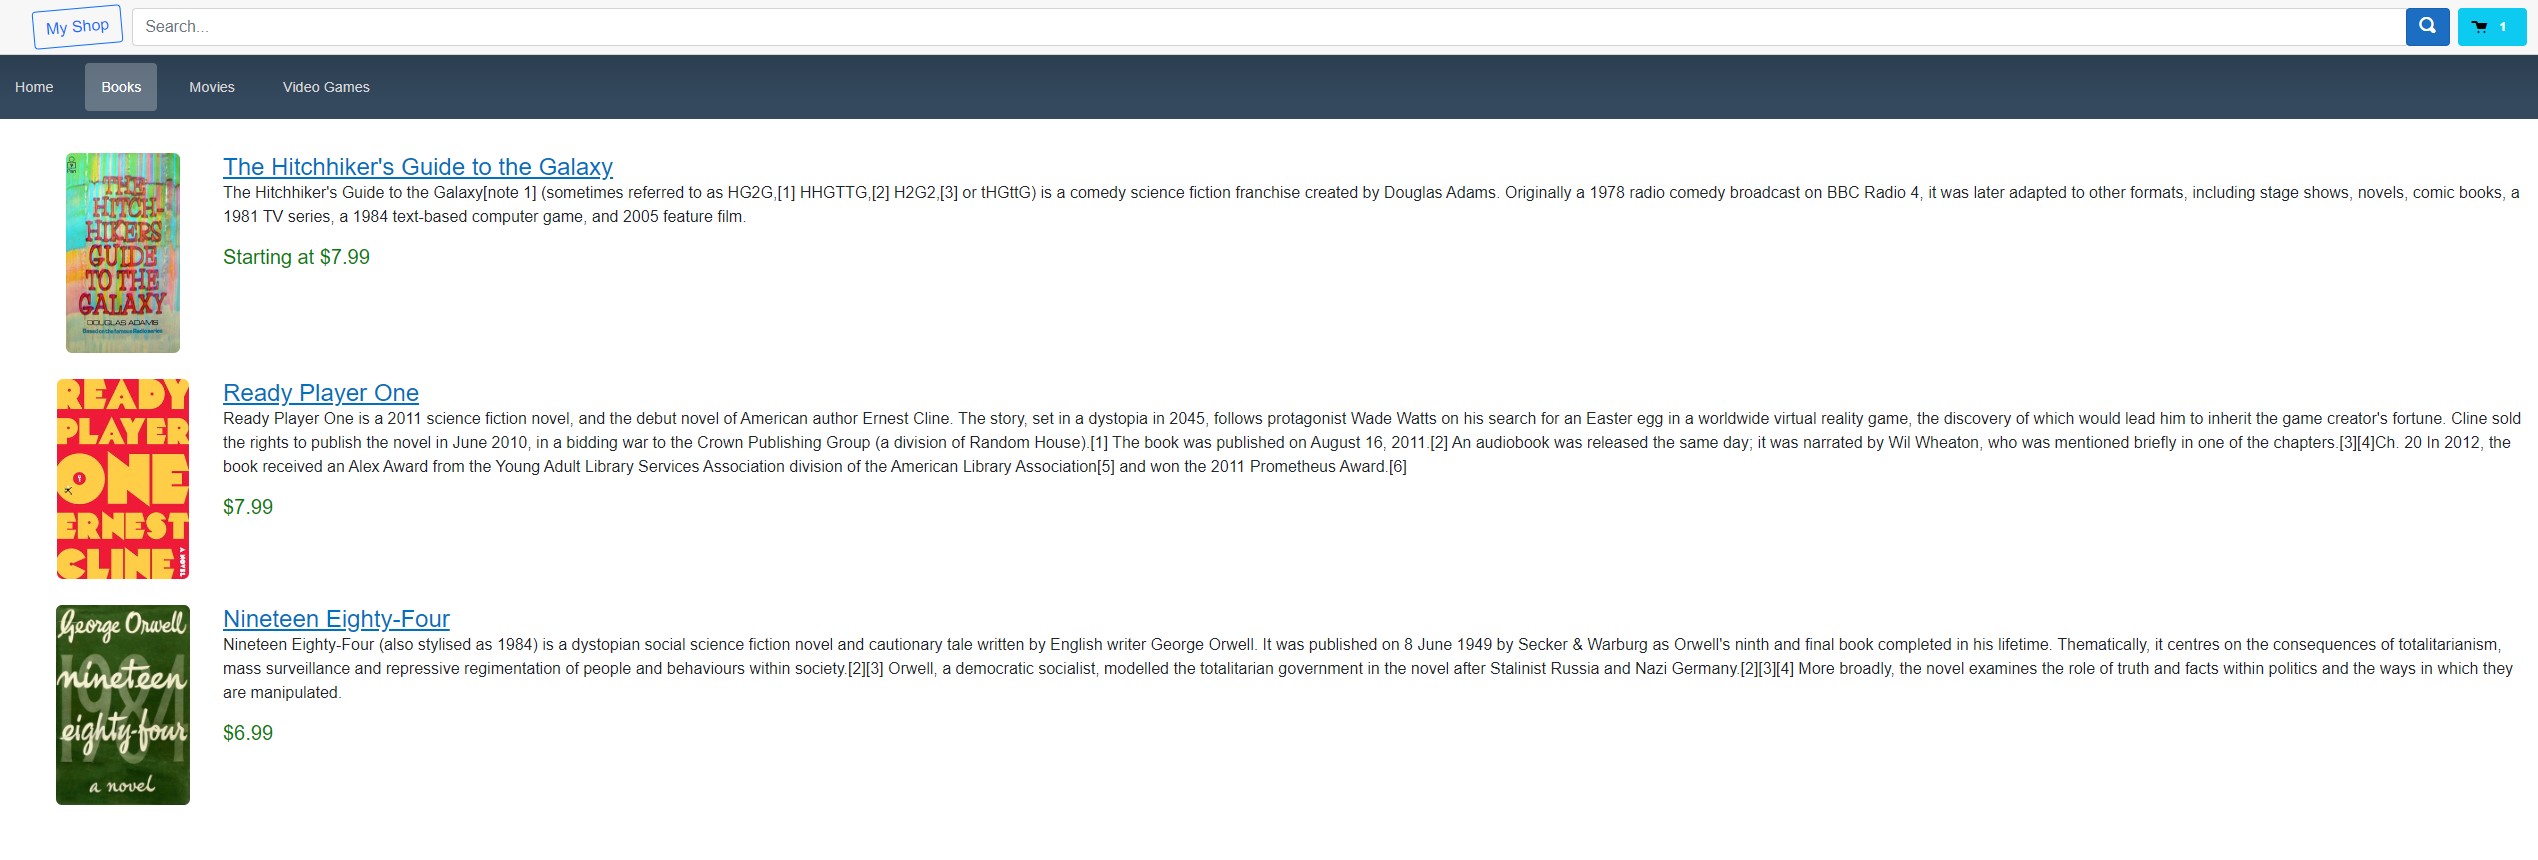 My Shop
Search...
1
Home
Books
Movies
Video Games
Pan
THE
HITCH-
HIKERS
GUIDE
TO THE
GALAXY
DOUGLAS ADAMS
Based on the famous Radio series
The Hitchhiker's Guide to the Galaxy
The Hitchhiker's Guide to the Galaxy[note 1] (sometimes referred to as HG2G,[1] HHGTTG,[2] H2G2,[3] or tHGttG) is a comedy science fiction franchise created by Douglas Adams. Originally a 1978 radio comedy broadcast on BBC Radio 4, it was later adapted to other formats, including stage shows, novels, comic books, a
1981 TV series, a 1984 text-based computer game, and 2005 feature film.
Starting at $7.99
READY
PLAYER
ONE
ERNEST
CLINE
A NOVEL
Ready Player One
Ready Player One is a 2011 science fiction novel, and the debut novel of American author Ernest Cline. The story, set in a dystopia in 2045, follows protagonist Wade Watts on his search for an Easter egg in a worldwide virtual reality game, the discovery of which would lead him to inherit the game creator's fortune. Cline sold
the rights to publish the novel in June 2010, in a bidding war to the Crown Publishing Group (a division of Random House).[1] The book was published on August 16, 2011.[2] An audiobook was released the same day; it was narrated by Wil Wheaton, who was mentioned briefly in one of the chapters.[3][4]Ch. 20 In 2012, the
book received an Alex Award from the Young Adult Library Services Association division of the American Library Association[5] and won the 2011 Prometheus Award.[6]
$7.99
George Orwell
1984
nineteen
eighty-four
a novel
Nineteen Eighty-Four
Nineteen Eighty-Four (also stylised as 1984) is a dystopian social science fiction novel and cautionary tale written by English writer George Orwell. It was published on 8 June 1949 by Secker & Warburg as Orwell's ninth and final book completed in his lifetime. Thematically, it centres on the consequences of totalitarianism,
mass surveillance and repressive regimentation of people and behaviours within society.[2][3] Orwell, a democratic socialist, modelled the totalitarian government in the novel after Stalinist Russia and Nazi Germany.[2][3][4] More broadly, the novel examines the role of truth and facts within politics and the ways in which they
are manipulated.
$6.99